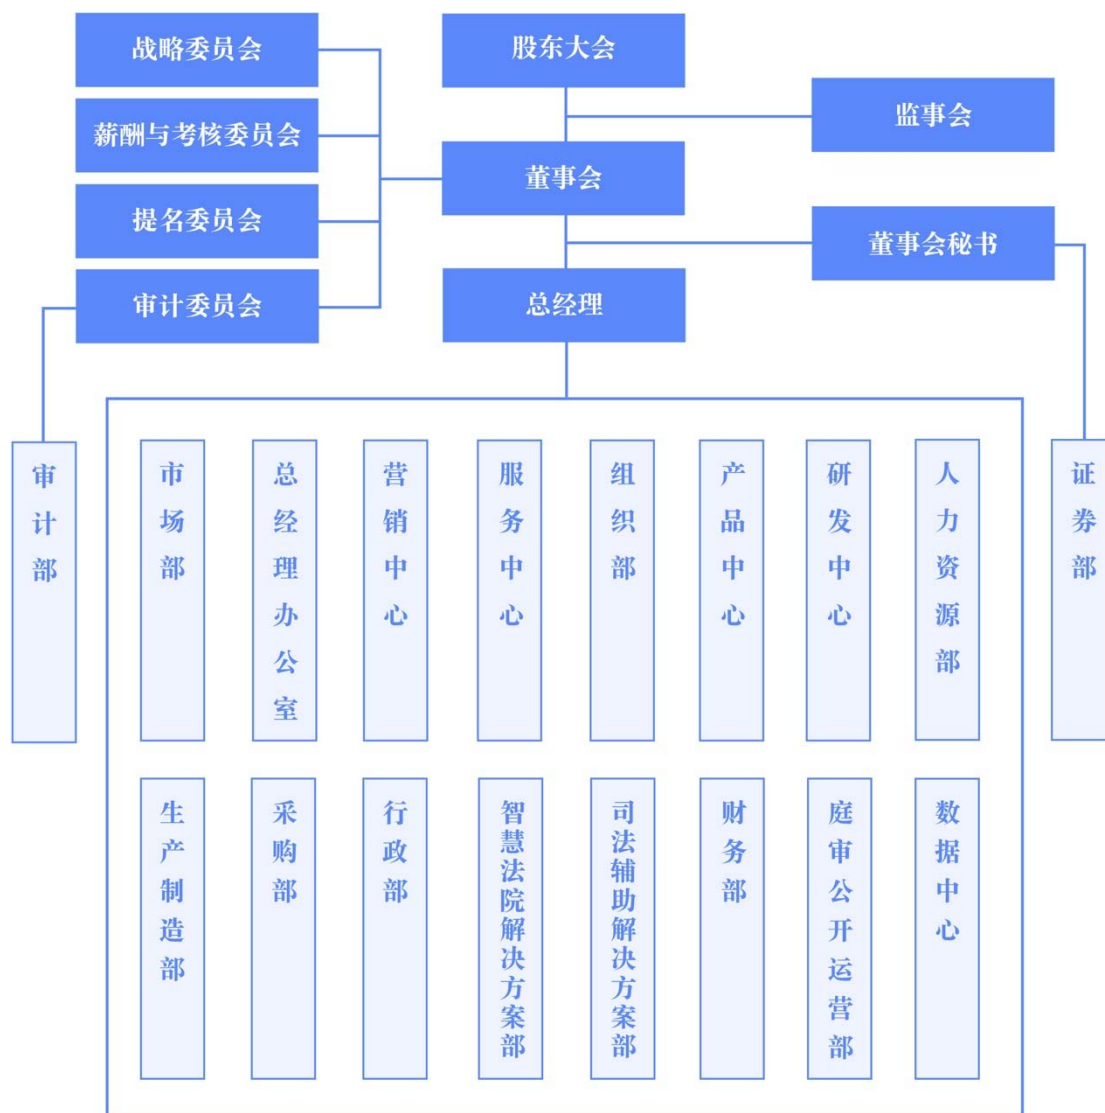 战略委员会
股东大会
监事会
薪酬与考核委员会
董事会
提名委员会
董事会秘书
审计委员会
总经理
审计部
市场部
总经理办公室
营销中心
服务中心
组织部
产品中心
研发中心
人力资源部
证券部
生产制造部
采购部
行政部
智慧法院解决方案部
司法辅助解决方案部
财务部
庭审公开运营部
数据中心